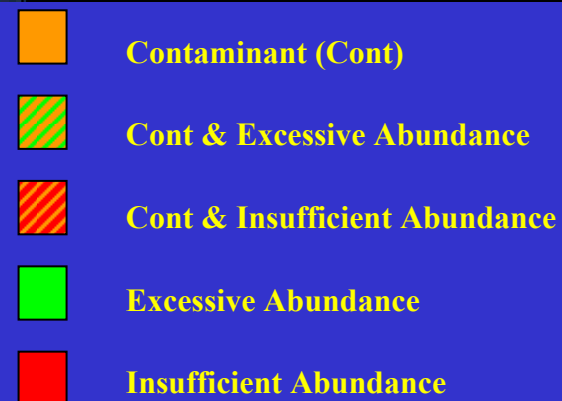 Contaminant (Cont)
Cont & Excessive Abundance
Cont & Insufficient Abundance
Excessive Abundance
Insufficient Abundance